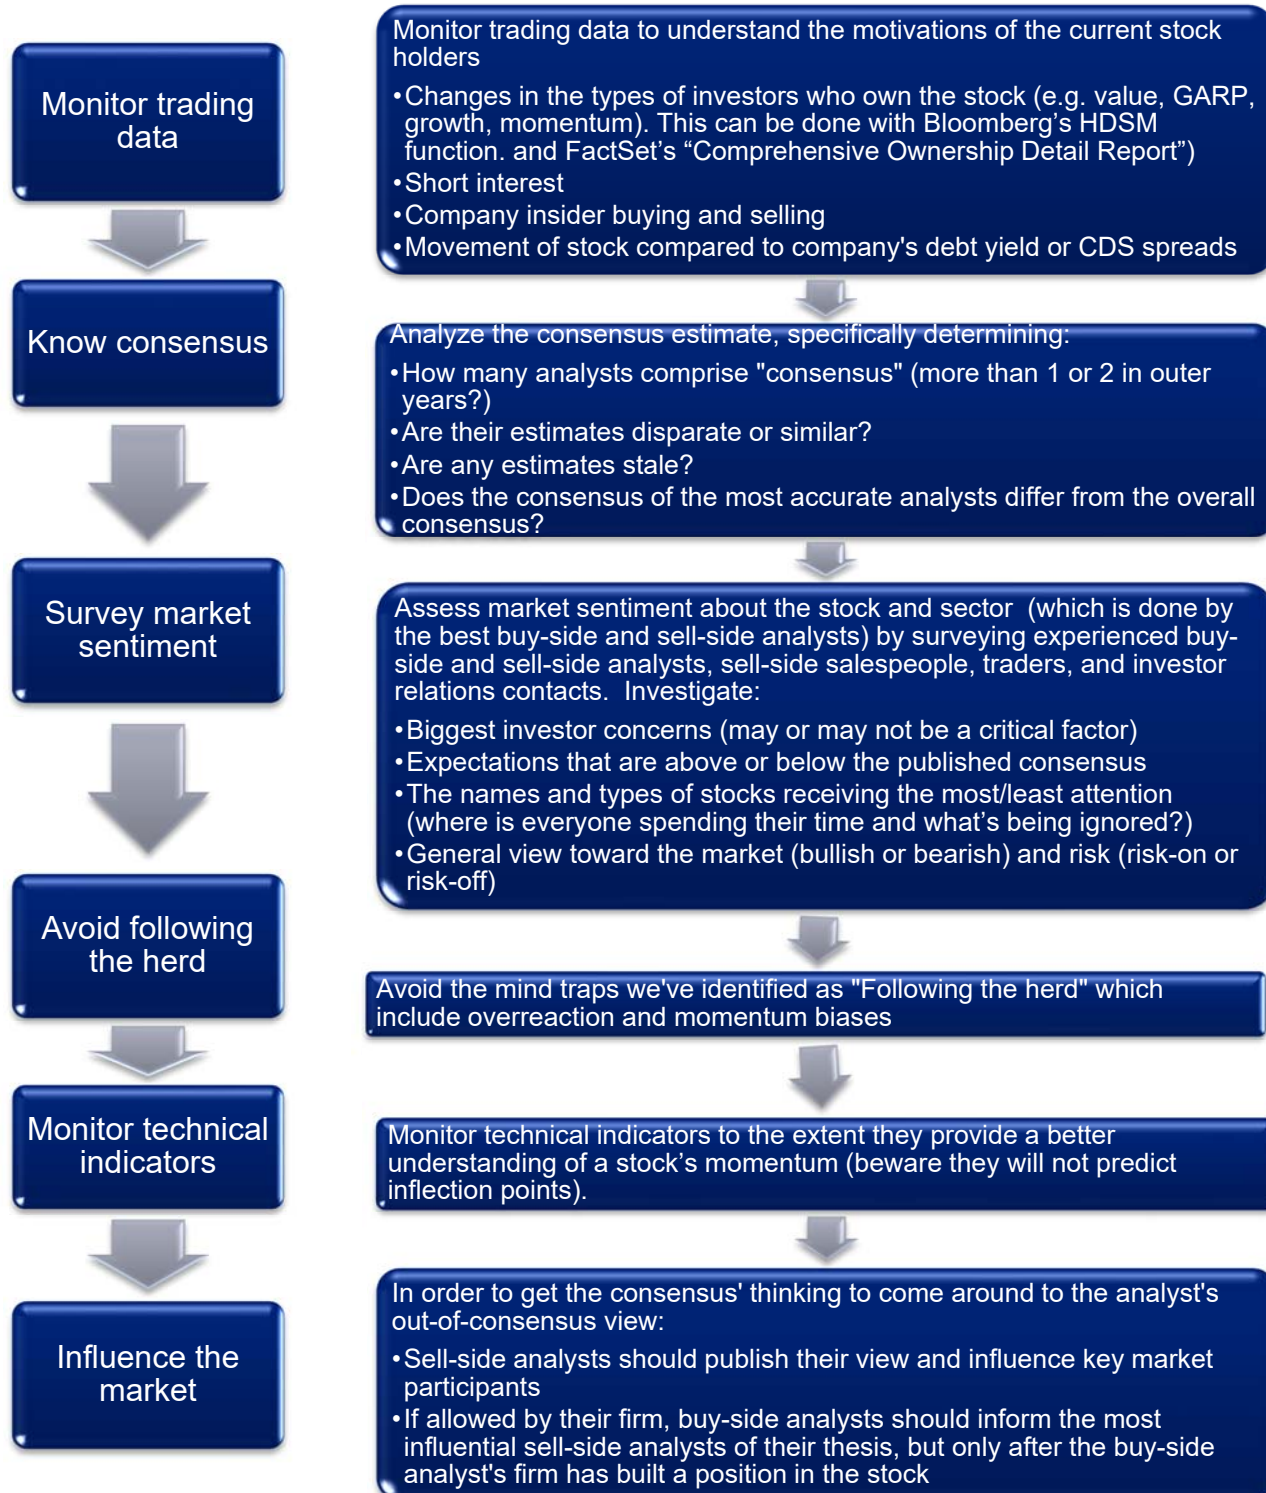 Monitor trading
data
Monitor trading data to understand the motivations of the current stock
holders
•Changes in the types of investors who own the stock (e.g. value, GARP,
growth, momentum). This can be done with Bloomberg’s HDSM
function. and FactSet’s “Comprehensive Ownership Detail Report”)
•Short interest
•Company insider buying and selling
•Movement of stock compared to company's debt yield or CDS spreads
Know consensus
Analyze the consensus estimate, specifically determining:
•How many analysts comprise "consensus" (more than 1 or 2 in outer
years?)
•Are their estimates disparate or similar?
•Are any estimates stale?
•Does the consensus of the most accurate analysts differ from the overall
consensus?
Survey market
sentiment
Assess market sentiment about the stock and sector (which is done by
the best buy-side and sell-side analysts) by surveying experienced buy-
side and sell-side analysts, sell-side salespeople, traders, and investor
relations contacts. Investigate:
•Biggest investor concerns (may or may not be a critical factor)
•Expectations that are above or below the published consensus
•The names and types of stocks receiving the most/least attention
(where is everyone spending their time and what’s being ignored?)
•General view toward the market (bullish or bearish) and risk (risk-on or
risk-off)
Avoid following
the herd
Avoid the mind traps we've identified as "Following the herd" which
include overreaction and momentum biases
Monitor technical
indicators
Monitor technical indicators to the extent they provide a better
understanding of a stock’s momentum (beware they will not predict
inflection points).
Influence the
market
In order to get the consensus' thinking to come around to the analyst's
out-of-consensus view:
•Sell-side analysts should publish their view and influence key market
participants
•If allowed by their firm, buy-side analysts should inform the most
influential sell-side analysts of their thesis, but only after the buy-side
analyst's firm has built a position in the stock